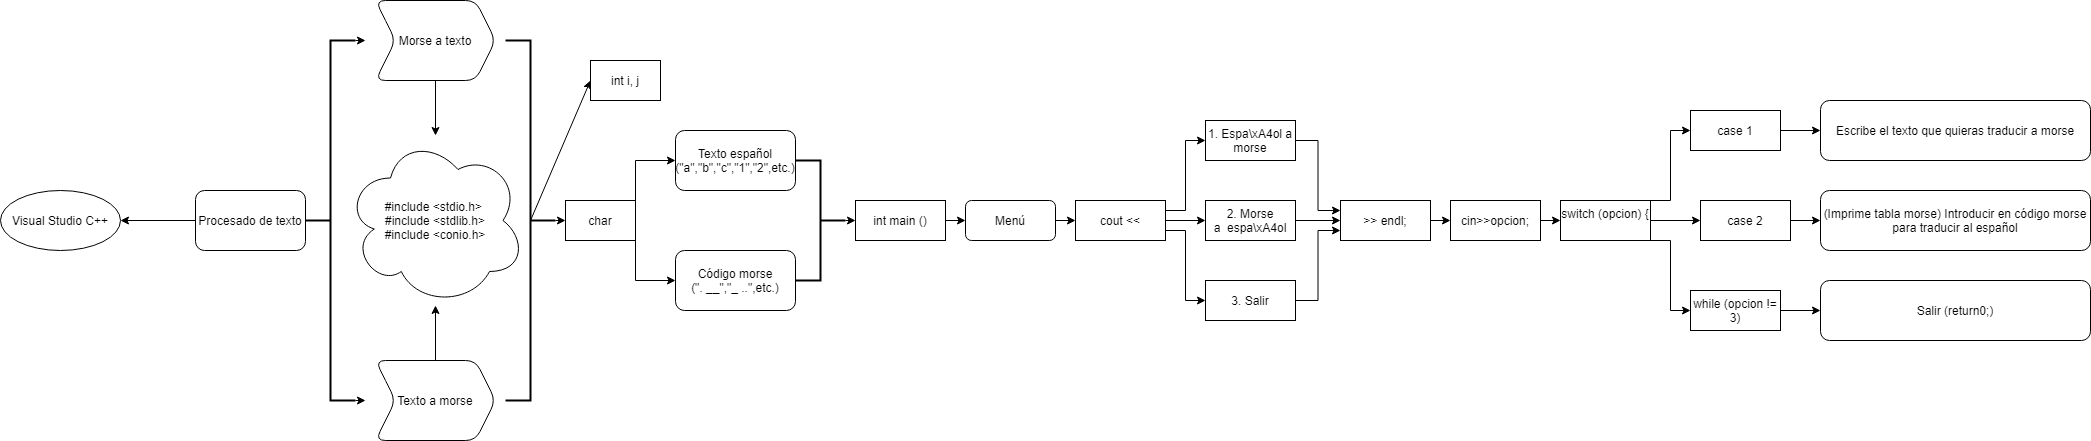 Visual Studio C++
Procesado de texto
Morse a texto
#include <stdio.h>
#include <stdlib.h>
#include <conio.h>
Texto a morse
int i, j
char
Texto español
("a","b","c","1","2",etc.)
Código morse
(". __","_ ..",etc.)
int main ()
Menú
cout <<
1. Espa\xA4ol a
morse
2. Morse
a  espa\xA4ol
3. Salir
>> endl;
cin>>opcion;
switch (opcion) {
case 1
Escribe el texto que quieras traducir a morse
case 2
(Imprime tabla morse) Introducir en código morse
para traducir al español
while (opcion !=
3)
Salir (return0;)